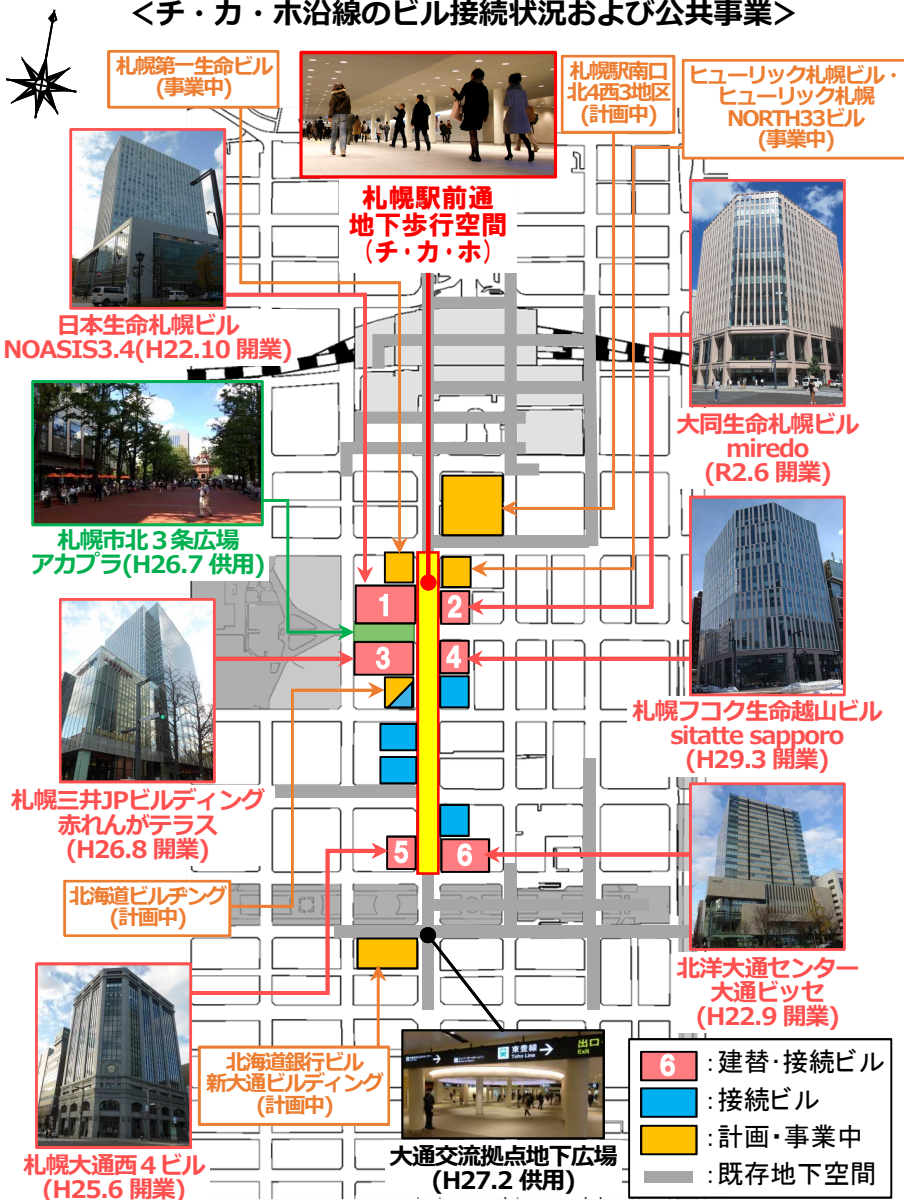 <チ・カ・ホ沿線のビル接続状況および公共事業>
札幌第一生命ビル
(事業中)
札幌駅南口
北4西3地区
(計画中)
ヒューリック札幌ビル・
ヒューリック札幌
NORTH33ビル
(事業中)
札幌駅前通
地下歩行空間
(チ・カ・ホ)
日本生命札幌ビル
NOASIS3.4(H22.10 開業)
大同生命札幌ビル
miredo
(R2.6 開業)
札幌市北3条広場
アカプラ(H26.7 供用)
1
2
3
4
5
6
札幌三井JPビルディング
赤れんがテラス
(H26.8 開業)
札幌フコク生命越山ビル
sitatte sapporo
(H29.3 開業)
北海道ビルヂング
(計画中)
北洋大通センター
大通ビッセ
(H22.9 開業)
札幌大通西4ビル
(H25.6 開業)
北海道銀行ビル
新大通ビルディング
(計画中)
東豊線
Toho Line
出口
Exit
大通交流拠点地下広場
(H27.2 供用)
6:建替・接続ビル
:接続ビル
:計画・事業中
:既存地下空間